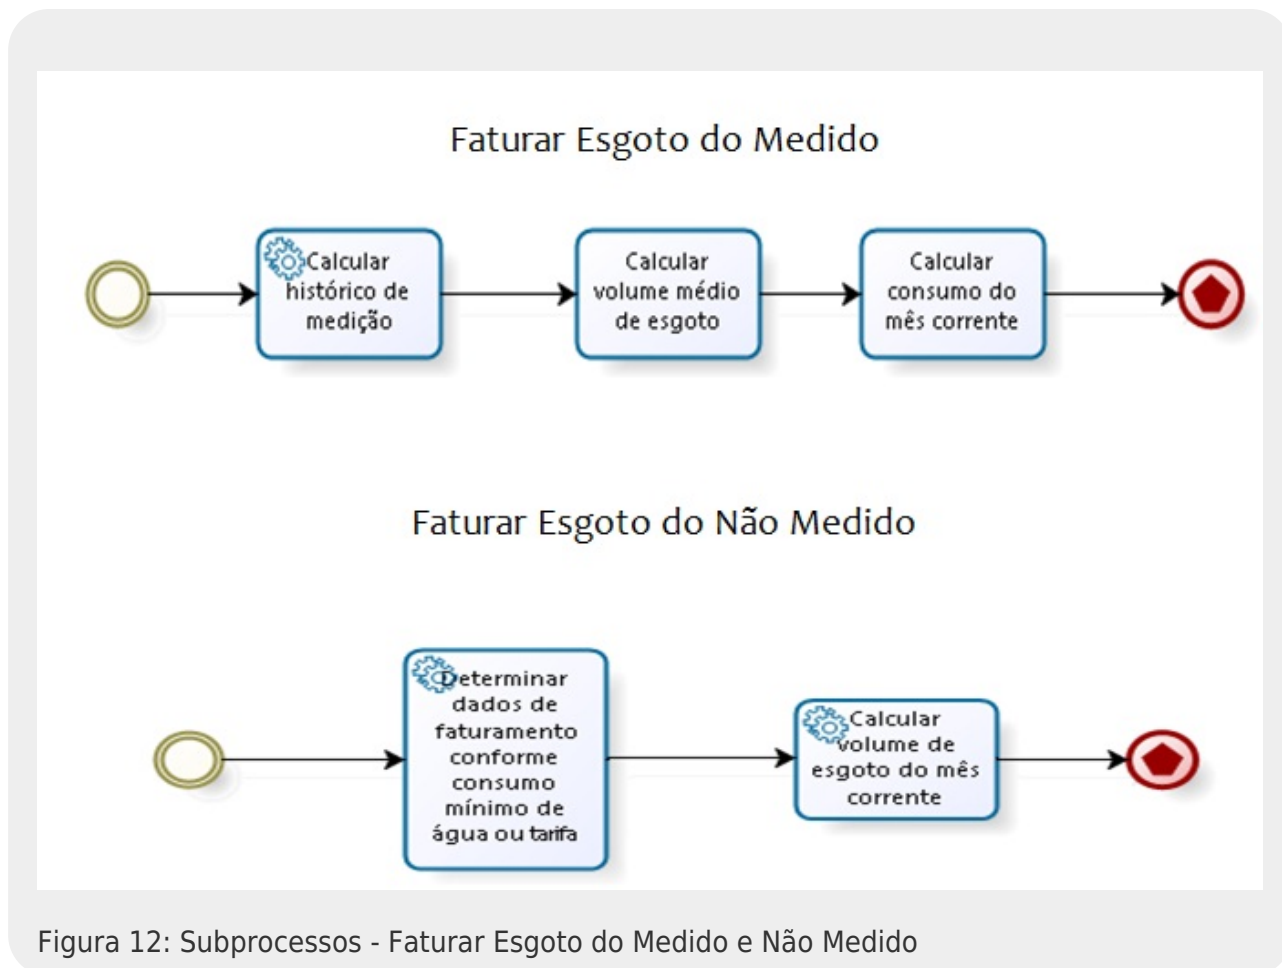 Faturar Esgoto do Medido
Calcular
histórico de
medição
Calcular
volume médio
de esgoto
Calcular
consumo do
mês corrente
Faturar Esgoto do Não Medido
Determinar
dados de
faturamento
conforme
consumo
mínimo de
água ou tarifa
Calcular
volume de
esgoto do mês
corrente
Figura 12: Subprocessos - Faturar Esgoto do Medido e Não Medido